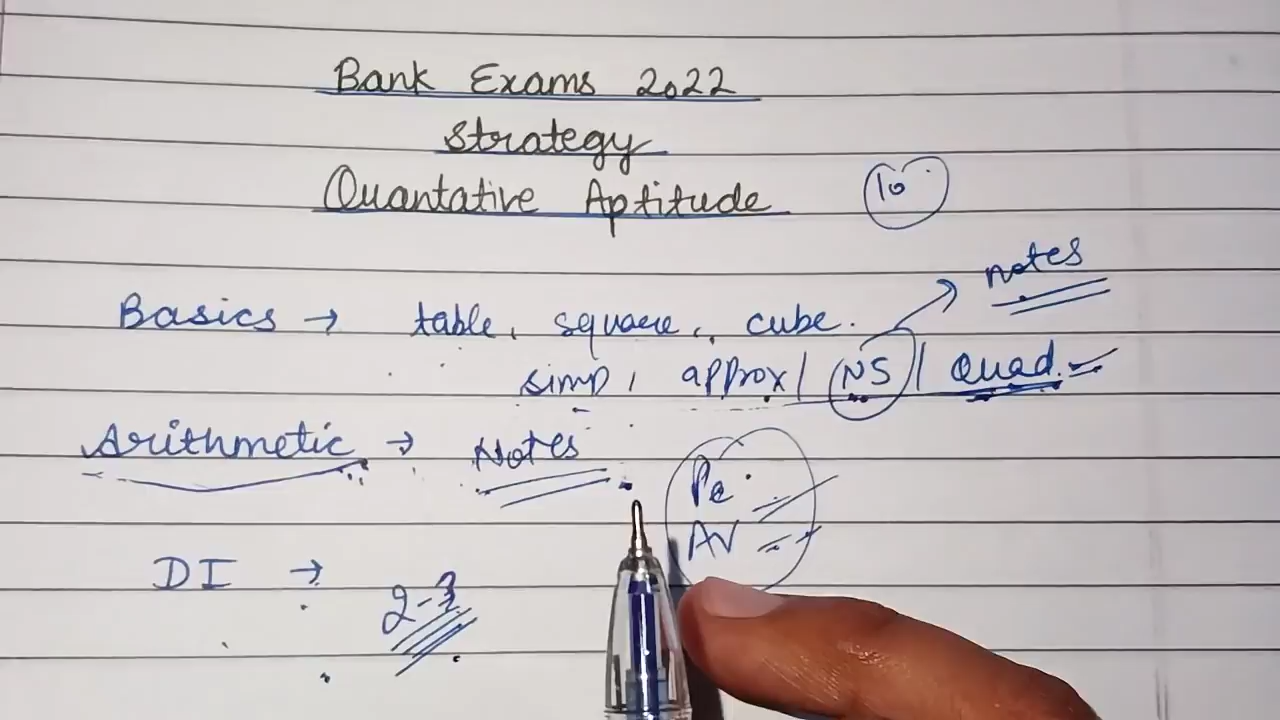 Bank Exams 2022
Strategy
Quantative Aptitude 10
notes
Basics → table, square, cube.
simp, approx / NS / Quad.
Arithmetic → Notes
Pe
AV
DI → 2-3